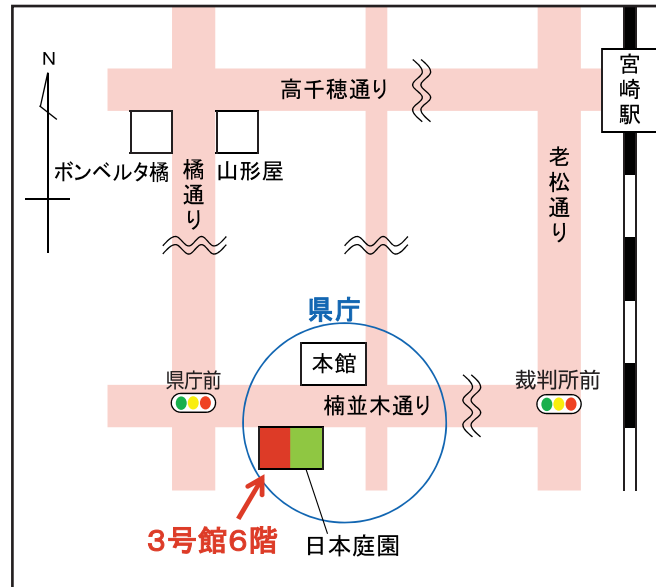 N
宮崎駅
高千穂通り
ボンベルタ橘
橘通り
山形屋
老松通り
県庁
本館
県庁前
楠並木通り
裁判所前
3号館6階
日本庭園